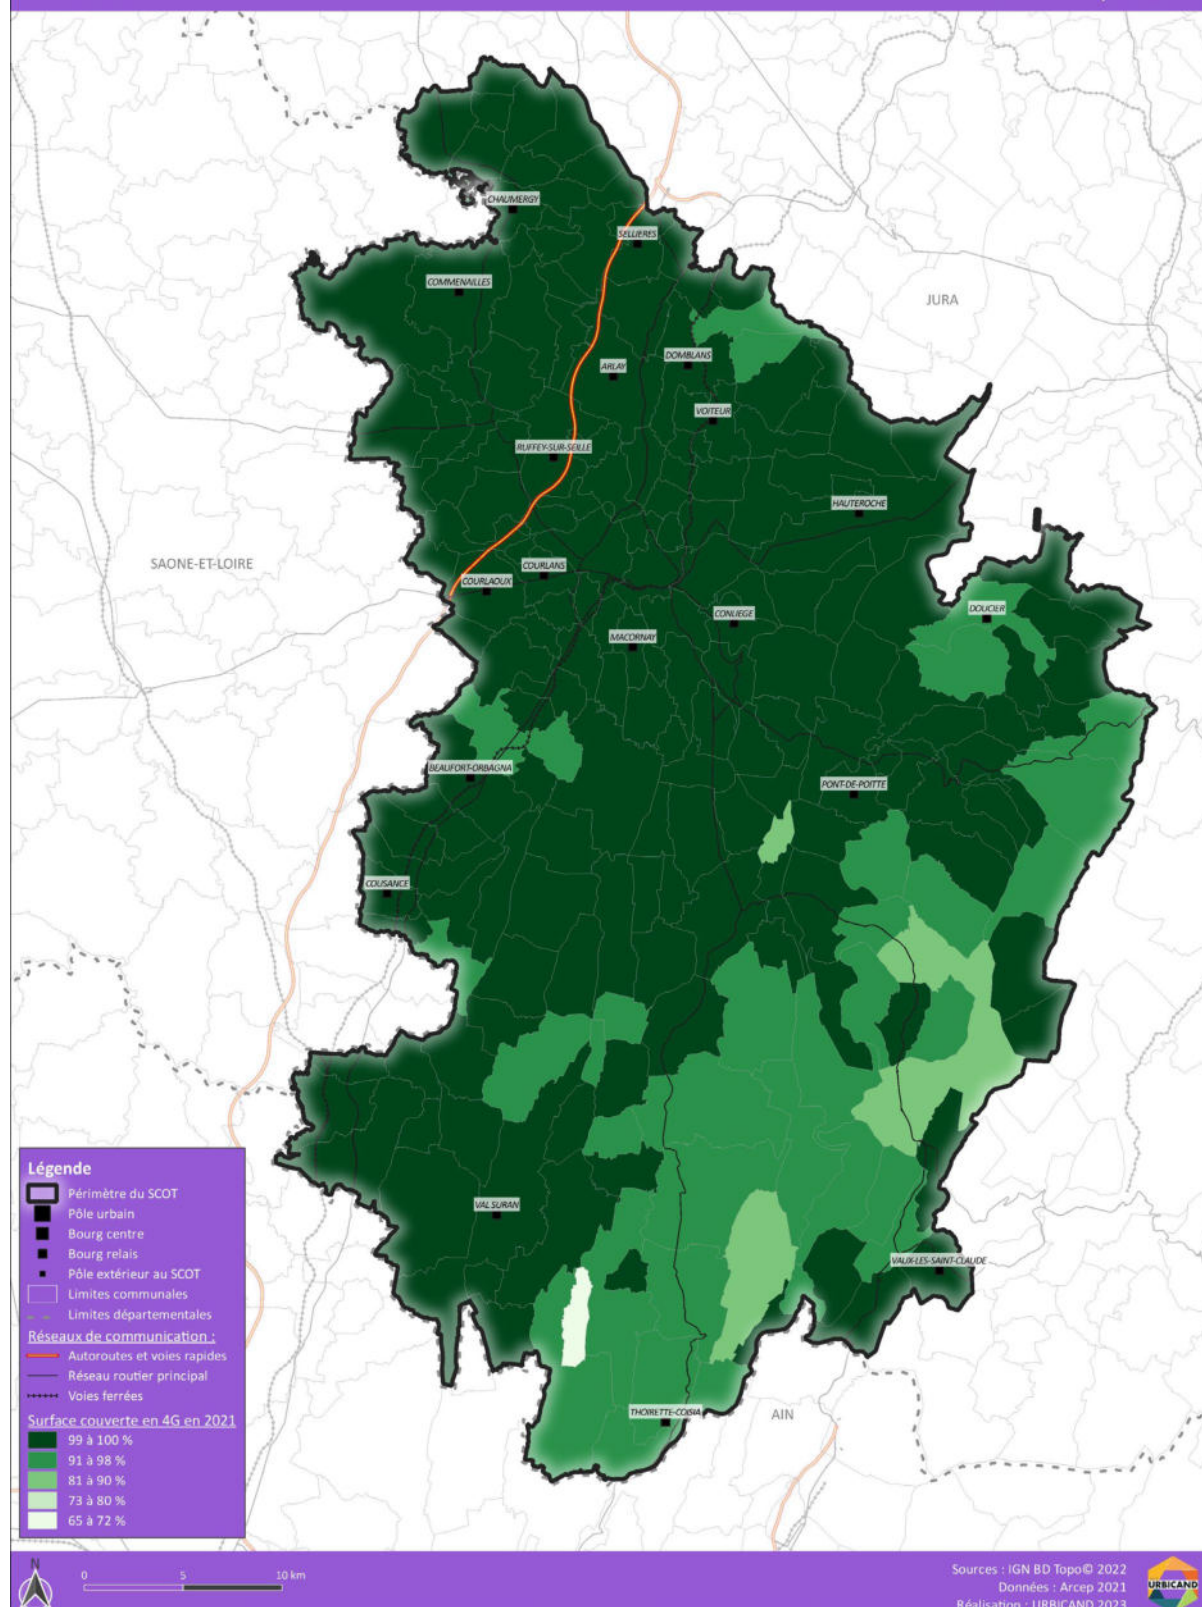 CHAUMERGY
SELLIERES
COMMENAILLES
JURA
DOMBLANS
ARLAY
VOITEUR
RUFFEY-SUR-SEILLE
HAUTEROCHE
SAONE-ET-LOIRE
COURLANS
COURLAOUX
DOUCIER
CONLIEGE
MACORNAY
BEAUFORT-ORBAGNA
PONT-DE-POITTE
COUSANCE
VAL SURAN
VAUX-LES-SAINT-CLAUDE
THOIRETTE-COISIA
AIN
Légende
Périmètre du SCOT
Pôle urbain
Bourg centre
Bourg relais
Pôle extérieur au SCOT
Limites communales
Limites départementales
Réseaux de communication :
Autoroutes et voies rapides
Réseau routier principal
Voies ferrées
Surface couverte en 4G en 2021
99 à 100 %
91 à 98 %
81 à 90 %
73 à 80 %
65 à 72 %
N
0 5 10 km
Sources : IGN BD Topo© 2022
Données : Arcep 2021
Réalisation : URBICAND 2023
URBICAND